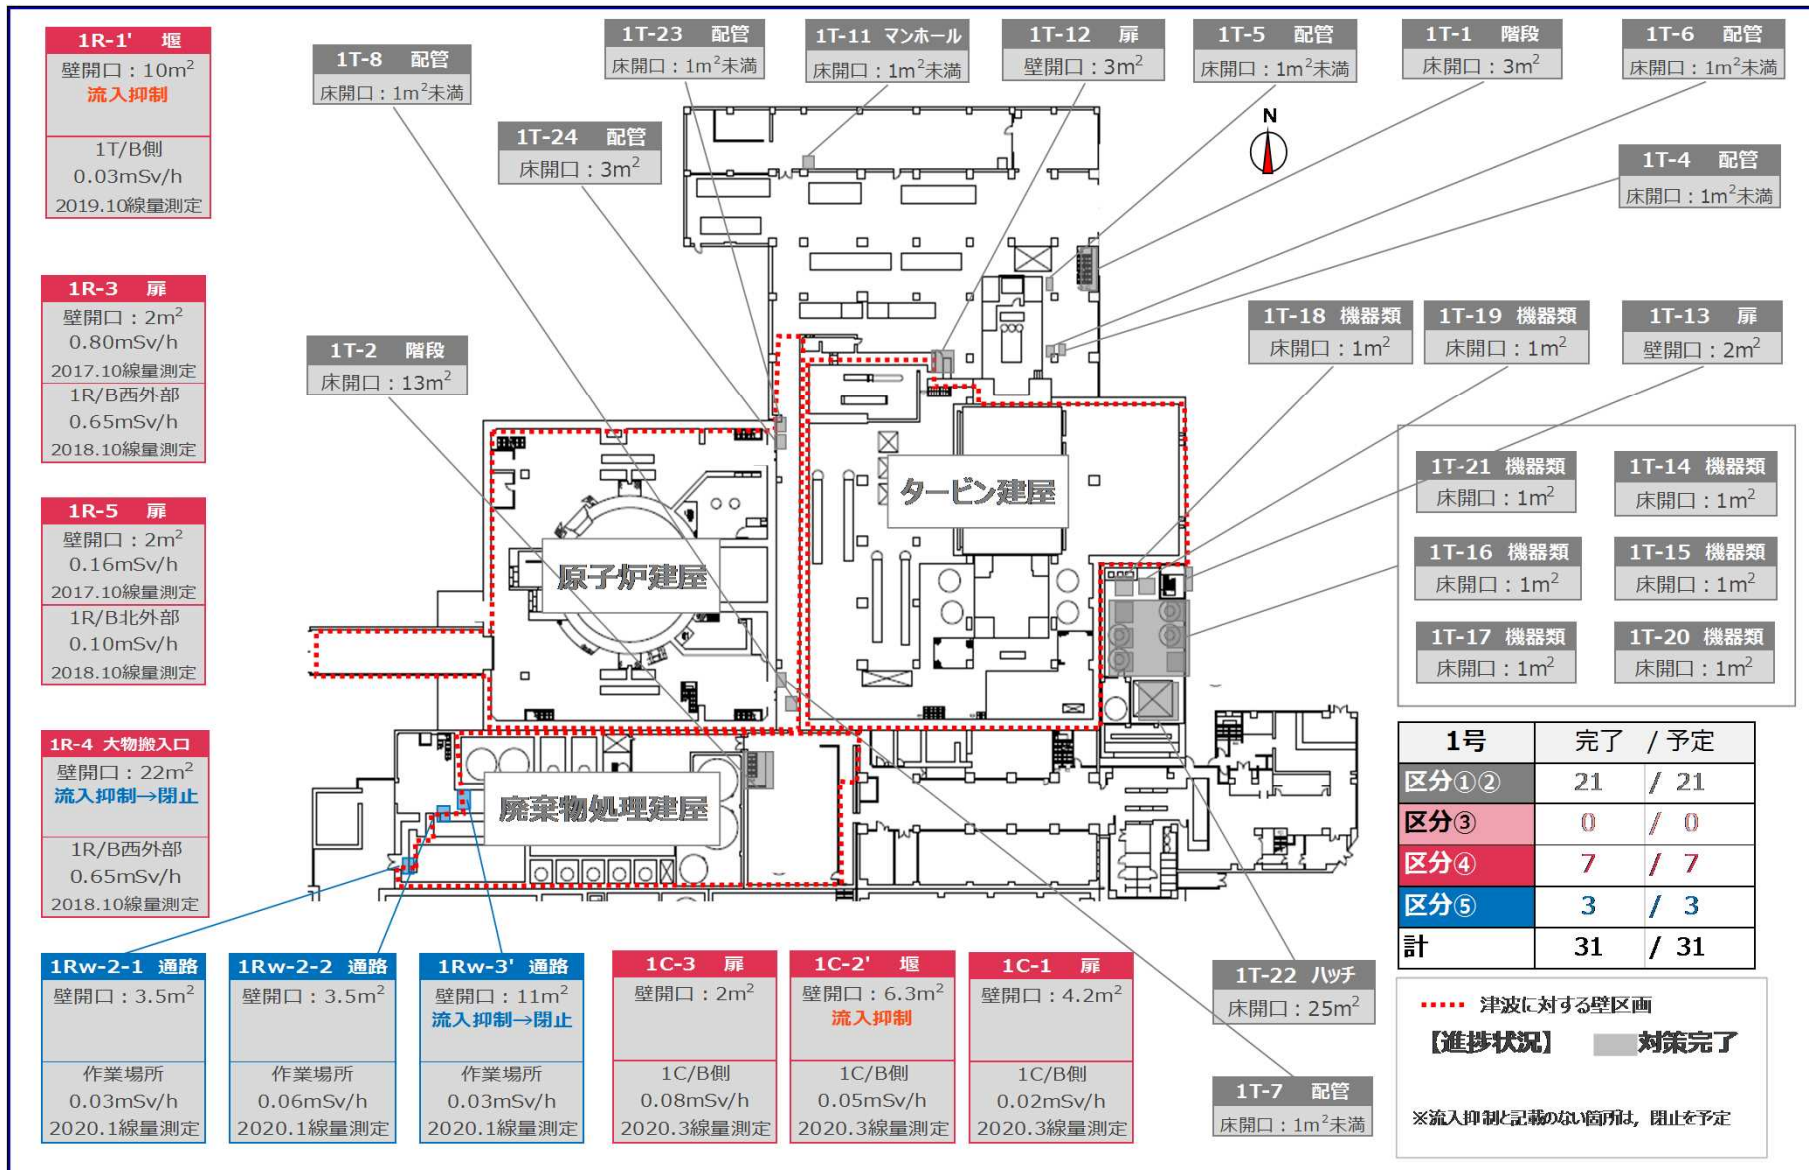 1R-1' 堰
壁開口：10m²
流入抑制
1T/B側
0.03mSv/h
2019.10線量測定
1T-8 配管
床開口：1m²未満
1T-23 配管
床開口：1m²未満
1T-11 マンホール
床開口：1m²未満
1T-12 扉
壁開口：3m²
1T-5 配管
床開口：1m²未満
1T-1 階段
床開口：3m²
1T-6 配管
床開口：1m²未満
1T-24 配管
床開口：3m²
N
1T-4 配管
床開口：1m²未満
1R-3 扉
壁開口：2m²
0.80mSv/h
2017.10線量測定
1R/B西外部
0.65mSv/h
2018.10線量測定
1T-2 階段
床開口：13m²
1T-18 機器類
床開口：1m²
1T-19 機器類
床開口：1m²
1T-13 扉
壁開口：2m²
1T-21 機器類
床開口：1m²
1T-14 機器類
床開口：1m²
1T-16 機器類
床開口：1m²
1T-15 機器類
床開口：1m²
1T-17 機器類
床開口：1m²
1T-20 機器類
床開口：1m²
タービン建屋
原子炉建屋
廃棄物処理建屋
1R-5 扉
壁開口：2m²
0.16mSv/h
2017.10線量測定
1R/B北外部
0.10mSv/h
2018.10線量測定
1R-4 大物搬入口
壁開口：22m²
流入抑制→閉止
1R/B西外部
0.65mSv/h
2018.10線量測定
1号 完了 / 予定
区分①② 21 / 21
区分③ 0 / 0
区分④ 7 / 7
区分⑤ 3 / 3
計 31 / 31
1Rw-2-1 通路
壁開口：3.5m²
作業場所
0.03mSv/h
2020.1線量測定
1Rw-2-2 通路
壁開口：3.5m²
作業場所
0.06mSv/h
2020.1線量測定
1Rw-3' 通路
壁開口：11m²
流入抑制→閉止
作業場所
0.03mSv/h
2020.1線量測定
1C-3 扉
壁開口：2m²
1C/B側
0.08mSv/h
2020.3線量測定
1C-2' 堰
壁開口：6.3m²
流入抑制
1C/B側
0.05mSv/h
2020.3線量測定
1C-1 扉
壁開口：4.2m²
1C/B側
0.02mSv/h
2020.3線量測定
1T-22 ハッチ
床開口：25m²
1T-7 配管
床開口：1m²未満
津波に対する壁区画
【進捗状況】 対策完了
※流入抑制と記載のない箇所は，閉止を予定